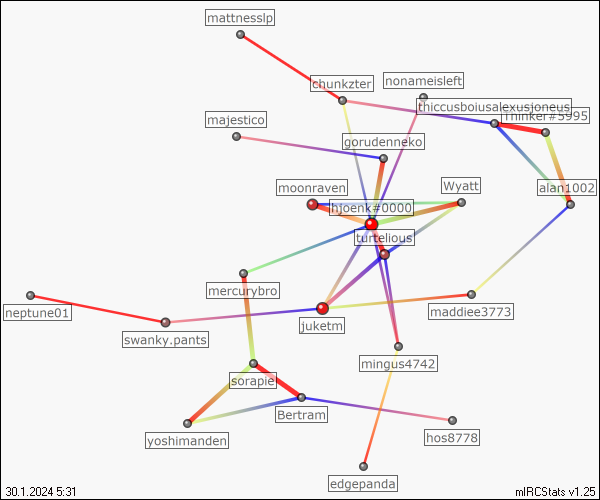 mattnesslp
chunkzter
nonameisleft
thiccusboiusalexusjoneus
Thinker#5995
majestico
gorudenneko
moonraven
Wyatt
alan1002
hjoenk#0000
turtelious
mercurybro
neptune01
maddiee3773
swanky.pants
juketm
mingus4742
sorapie
Bertram
yoshimanden
hos8778
edgepanda
30.1.2024 5:31
mIRCStats v1.25